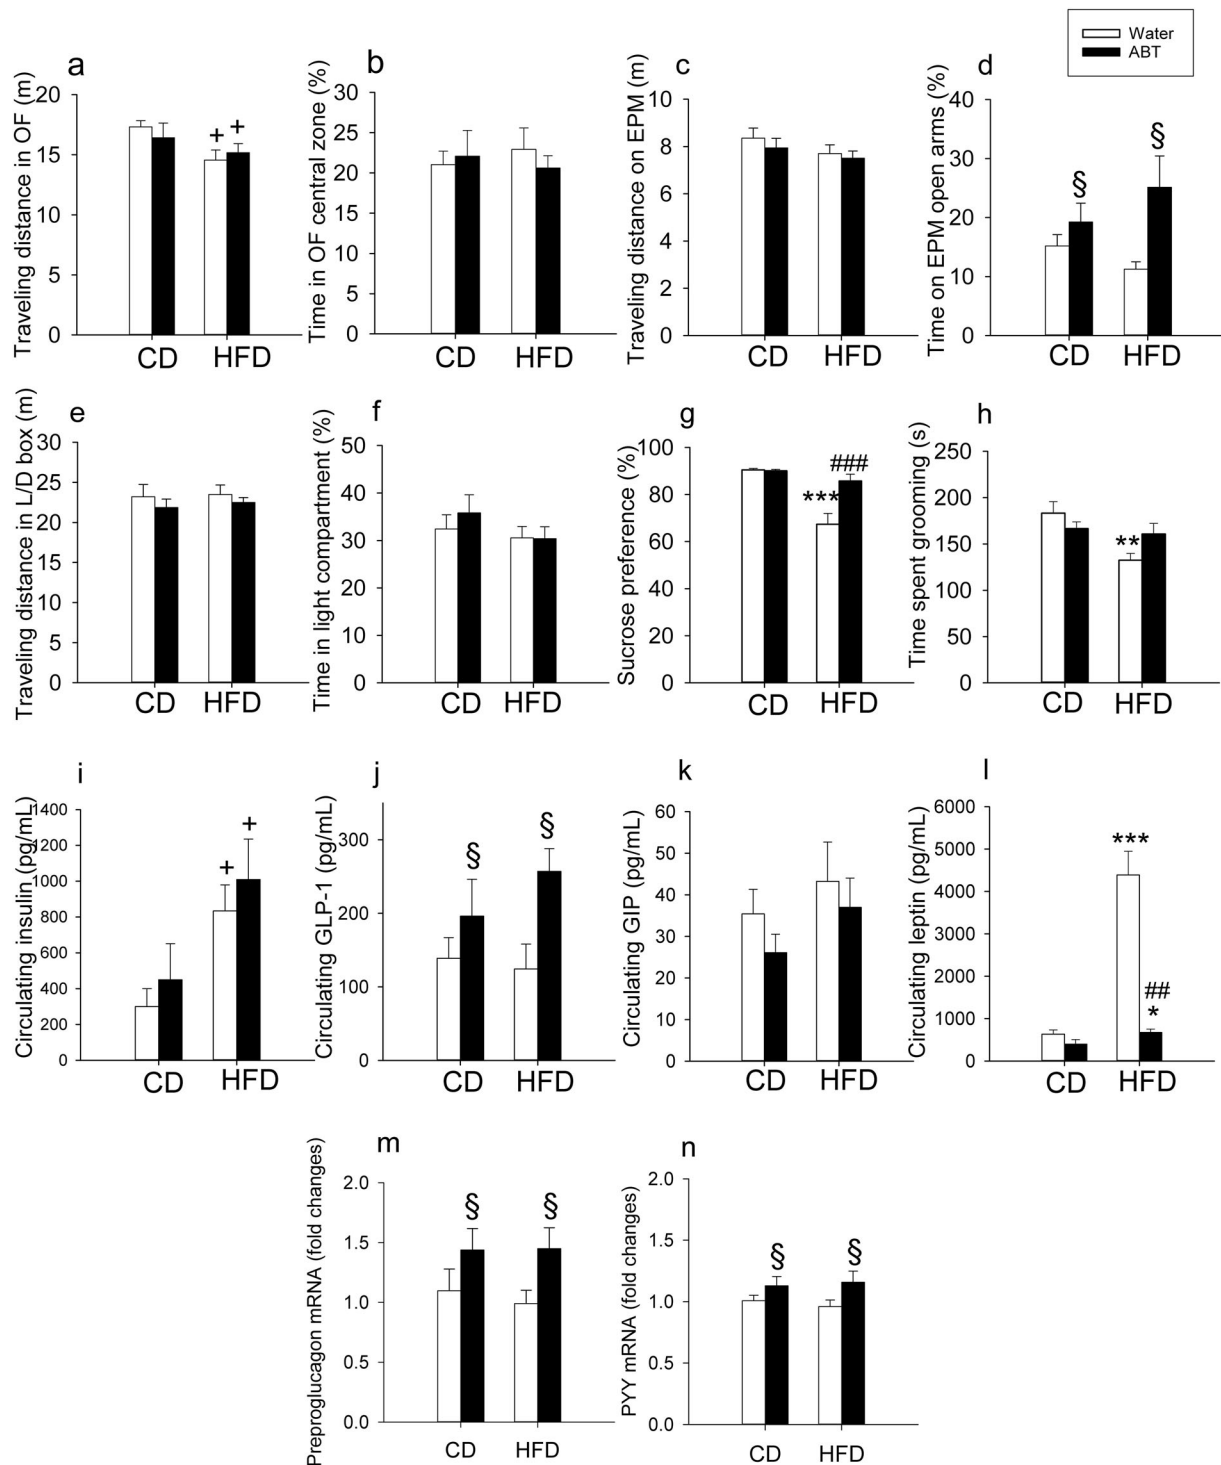 Water
ABT
a
Traveling distance in OF (m)
20
15
10
5
0
+ +
CD HFD
b
Time in OF central zone (%)
30
25
20
15
10
5
0
CD HFD
c
Traveling distance on EPM (m)
10
8
6
4
2
0
CD HFD
d
Time on EPM open arms (%)
40
30
20
10
0
§ §
CD HFD
e
Traveling distance in L/D box (m)
30
25
20
15
10
5
0
CD HFD
f
Time in light compartment (%)
50
40
30
20
10
0
CD HFD
g
Sucrose preference (%)
100
80
60
40
20
0
*** ###
CD HFD
h
Time spent grooming (s)
250
200
150
100
50
0
**
CD HFD
i
Circulating insulin (pg/mL)
1400
1200
1000
800
600
400
200
0
+ +
CD HFD
j
Circulating GLP-1 (pg/mL)
300
200
100
0
§ §
CD HFD
k
Circulating GIP (pg/mL)
60
50
40
30
20
10
0
CD HFD
l
Circulating leptin (pg/mL)
6000
5000
4000
3000
2000
1000
0
***
##
*
CD HFD
m
Preproglucagon mRNA (fold changes)
2.0
1.5
1.0
0.5
0.0
§ §
CD HFD
n
PYY mRNA (fold changes)
2.0
1.5
1.0
0.5
0.0
§ §
CD HFD